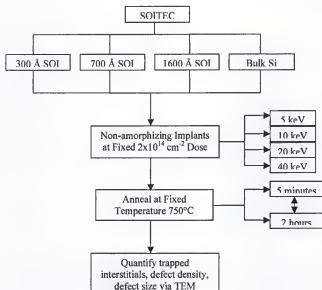 SOITEC
300 Å SOI
700 Å SOI
1600 Å SOI
Bulk Si
Non-amorphizing Implants
at Fixed 2x10¹⁴ cm⁻² Dose
5 keV
10 keV
20 keV
40 keV
Anneal at Fixed
Temperature 750°C
5 minutes
2 hours
Quantify trapped
interstitials, defect density,
defect size via TEM